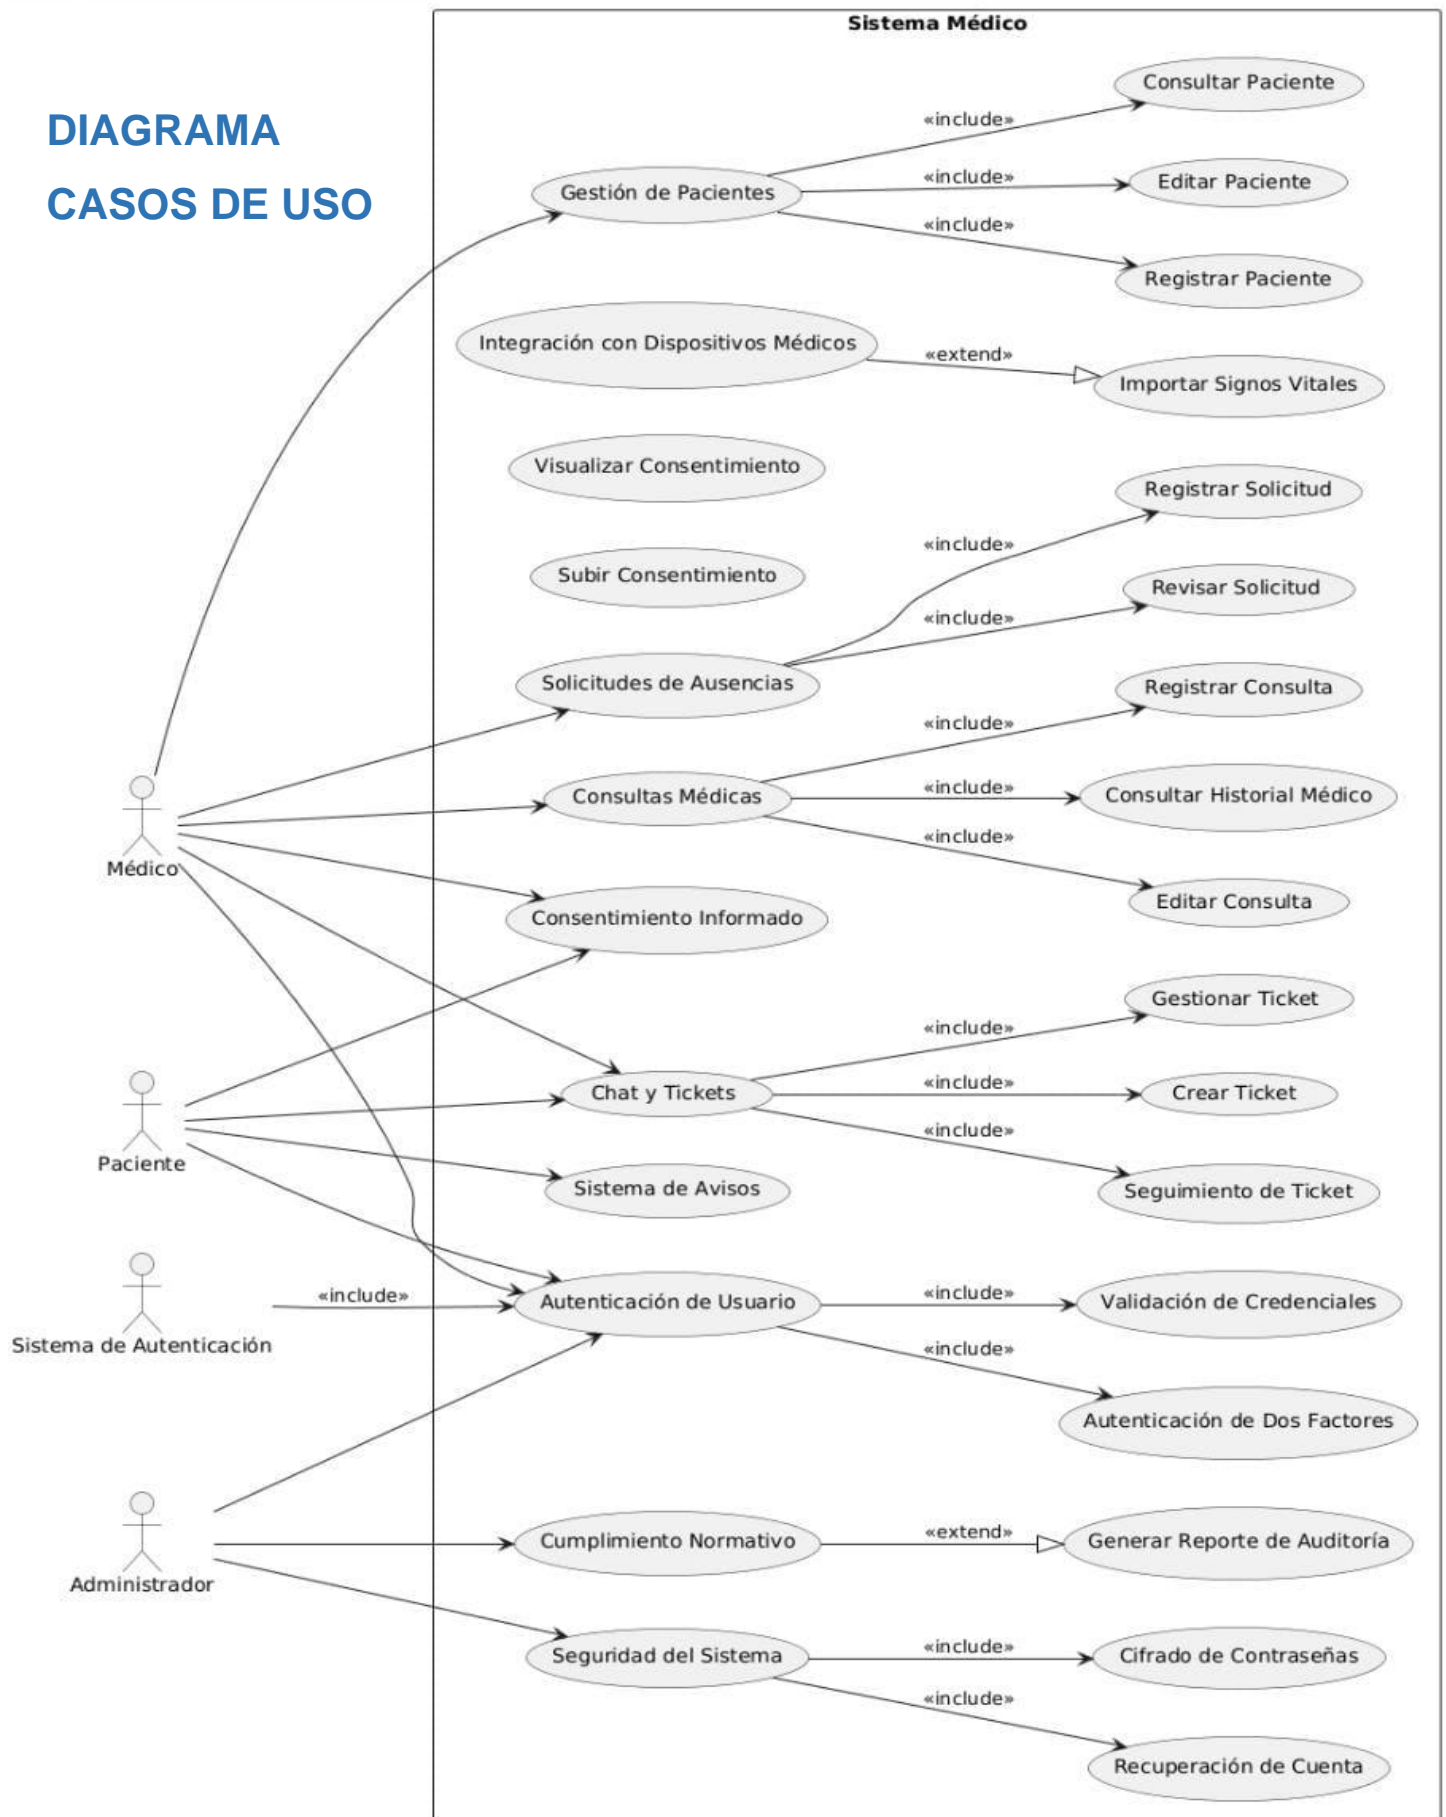 Sistema Médico
DIAGRAMA
CASOS DE USO
Consultar Paciente
«include»
Gestión de Pacientes
«include»
Editar Paciente
«include»
Registrar Paciente
Integración con Dispositivos Médicos
«extend»
Importar Signos Vitales
Visualizar Consentimiento
Registrar Solicitud
«include»
Subir Consentimiento
Revisar Solicitud
«include»
Solicitudes de Ausencias
Registrar Consulta
«include»
Consultas Médicas
«include»
Consultar Historial Médico
Médico
«include»
Editar Consulta
Consentimiento Informado
Gestionar Ticket
«include»
Chat y Tickets
«include»
Crear Ticket
«include»
Paciente
Sistema de Avisos
Seguimiento de Ticket
«include»
Autenticación de Usuario
«include»
Validación de Credenciales
Sistema de Autenticación
«include»
Autenticación de Dos Factores
Cumplimiento Normativo
«extend»
Generar Reporte de Auditoría
Administrador
Seguridad del Sistema
«include»
Cifrado de Contraseñas
«include»
Recuperación de Cuenta